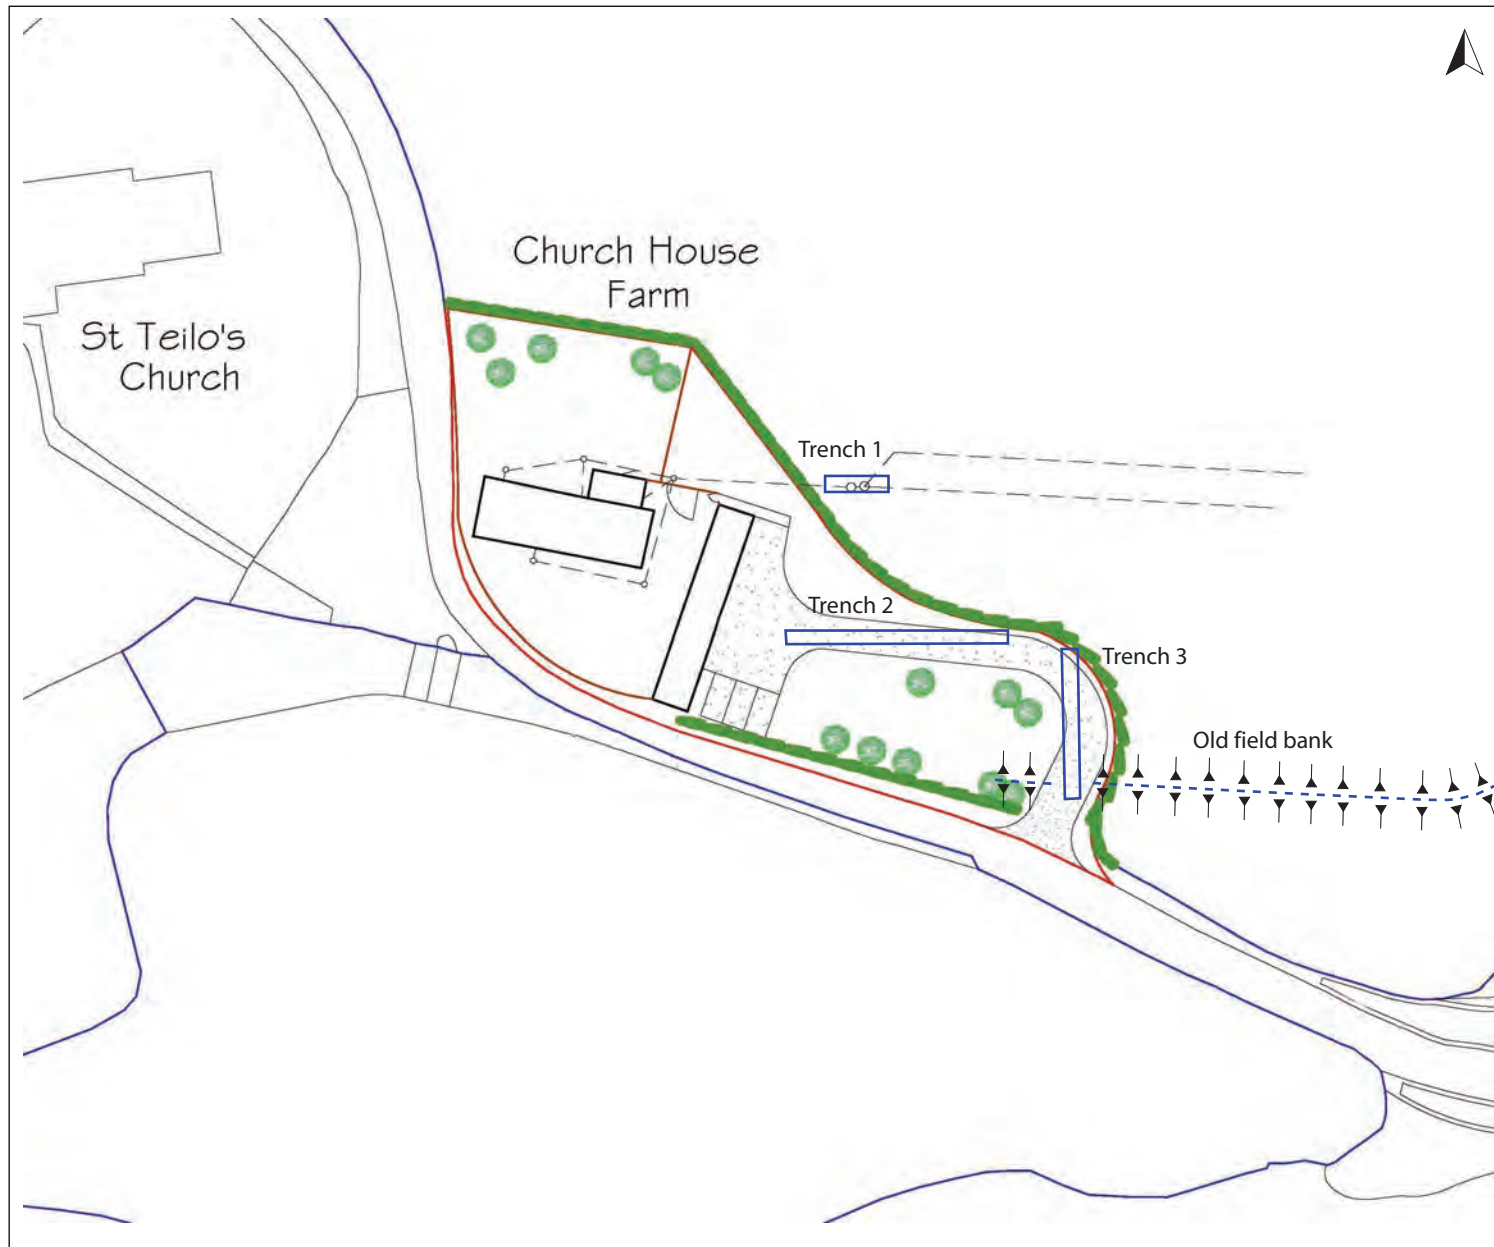 Church House
Farm
St Teilo's
Church
Trench 1
Trench 2
Trench 3
Old field bank